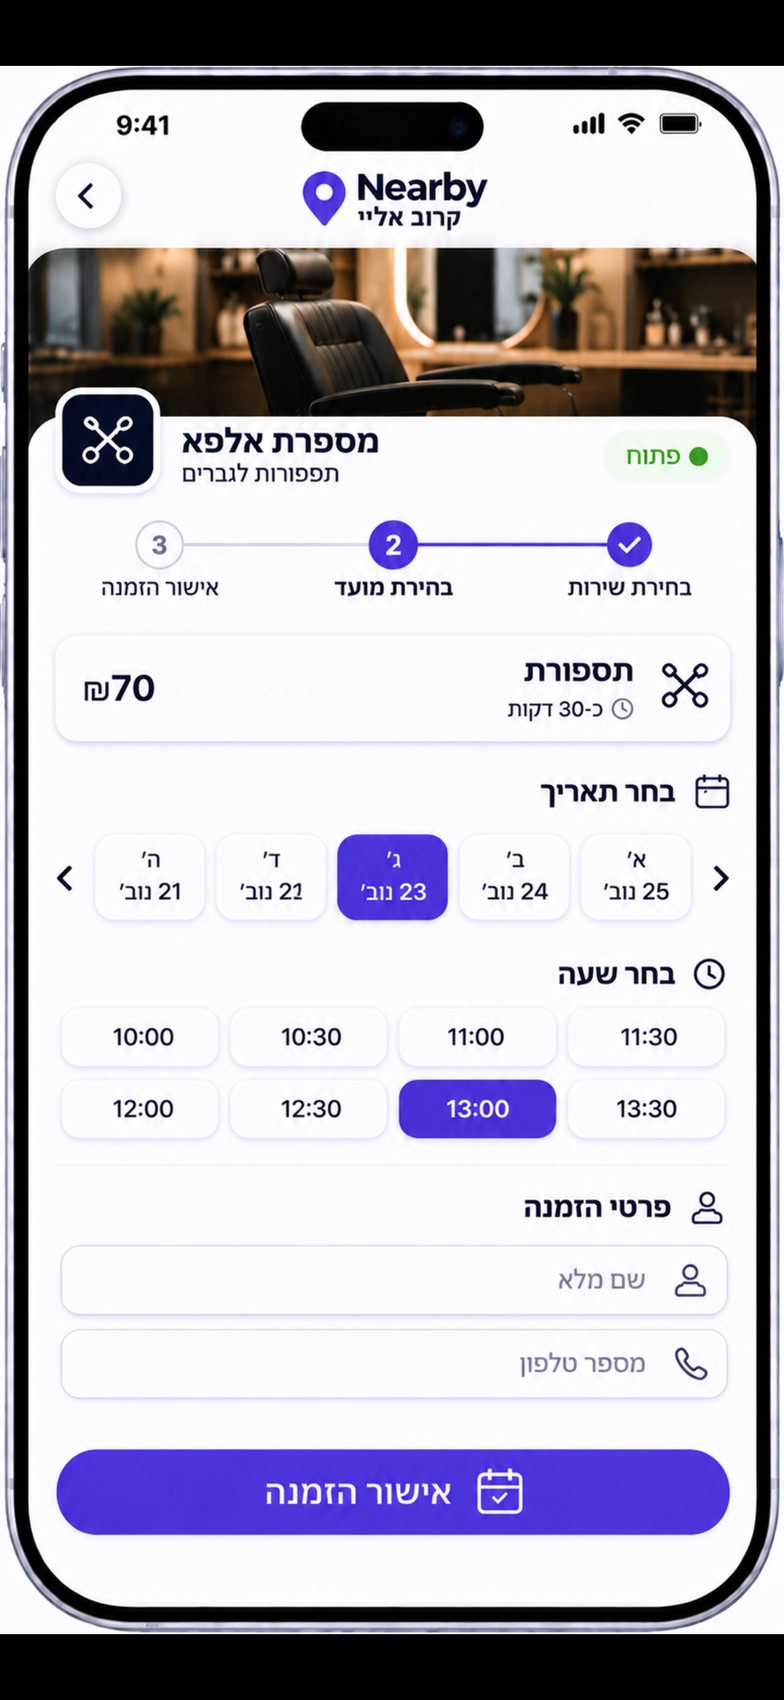 9:41
Nearby
קרוב אליי
מספרת אלפא
תפפורות לגברים
פתוח
2
3
בחירת שירות
בחירת מועד
אישור הזמנה
תספורת
כ-30 דקות
₪70
בחר תאריך
א׳
25 נוב׳
ב׳
24 נוב׳
ג׳
23 נוב׳
ד׳
22 נוב׳
ה׳
21 נוב׳
בחר שעה
10:00 10:30 11:00 11:30
12:00 12:30 13:00 13:30
פרטי הזמנה
שם מלא
מספר טלפון
אישור הזמנה